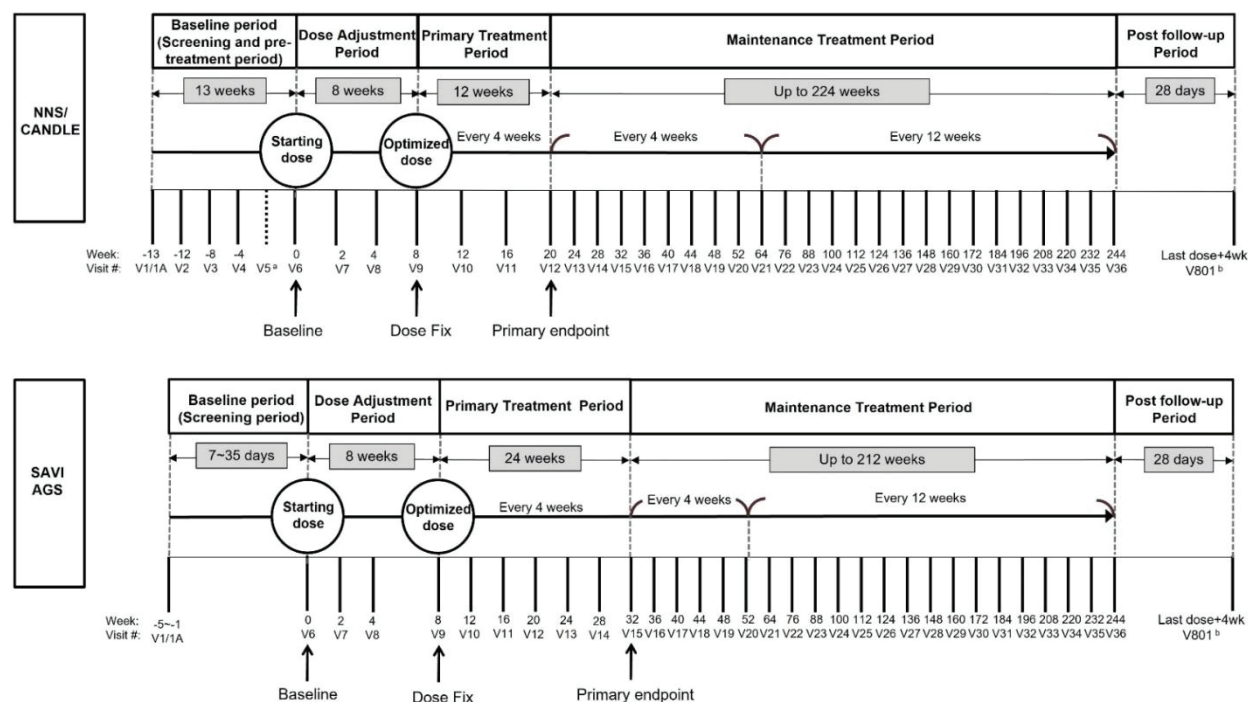 Baseline period
(Screening and pre-
treatment period)
Dose Adjustment
Period
Primary Treatment
Period
Maintenance Treatment Period
Post follow-up
Period
13 weeks
8 weeks
12 weeks
Up to 224 weeks
28 days
NNS/
CANDLE
Starting
dose
Optimized
dose
Every 4 weeks
Every 4 weeks
Every 12 weeks
Week: -13 -12 -8 -4 0 2 4 8 12 16 20 24 28 32 36 40 44 48 52 64 76 88 100 112 124 136 148 160 172 184 196 208 220 232 244 Last dose+4wk
Visit #: V1/1A V2 V3 V4 V5 a V6 V7 V8 V9 V10 V11 V12 V13 V14 V15 V16 V17 V18 V19 V20 V21 V22 V23 V24 V25 V26 V27 V28 V29 V30 V31 V32 V33 V34 V35 V36 V801 b
Baseline
Dose Fix
Primary endpoint
Baseline period
(Screening period)
Dose Adjustment
Period
Primary Treatment Period
Maintenance Treatment Period
Post follow-up
Period
7~35 days
8 weeks
24 weeks
Up to 212 weeks
28 days
SAVI
AGS
Starting
dose
Optimized
dose
Every 4 weeks
Every 4 weeks
Every 12 weeks
Week: -5~-1 0 2 4 8 12 16 20 24 28 32 36 40 44 48 52 64 76 88 100 112 124 136 148 160 172 184 196 208 220 232 244 Last dose+4wk
Visit #: V1/1A V6 V7 V8 V9 V10 V11 V12 V13 V14 V15 V16 V17 V18 V19 V20 V21 V22 V23 V24 V25 V26 V27 V28 V29 V30 V31 V32 V33 V34 V35 V36 V801 b
Baseline
Dose Fix
Primary endpoint